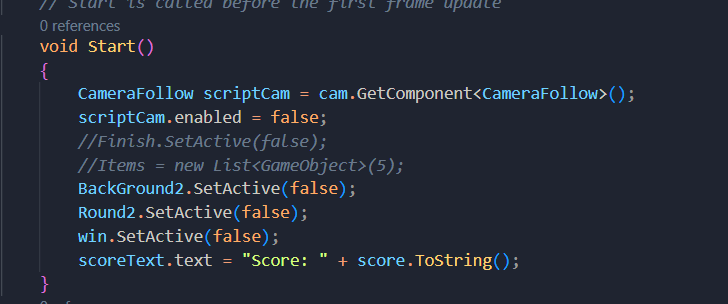 // Start is called before the first frame update
0 references
void Start()
{
CameraFollow scriptCam = cam.GetComponent<CameraFollow>();
scriptCam.enabled = false;
//Finish.SetActive(false);
//Items = new List<GameObject>(5);
BackGround2.SetActive(false);
Round2.SetActive(false);
win.SetActive(false);
scoreText.text = "Score: " + score.ToString();
}